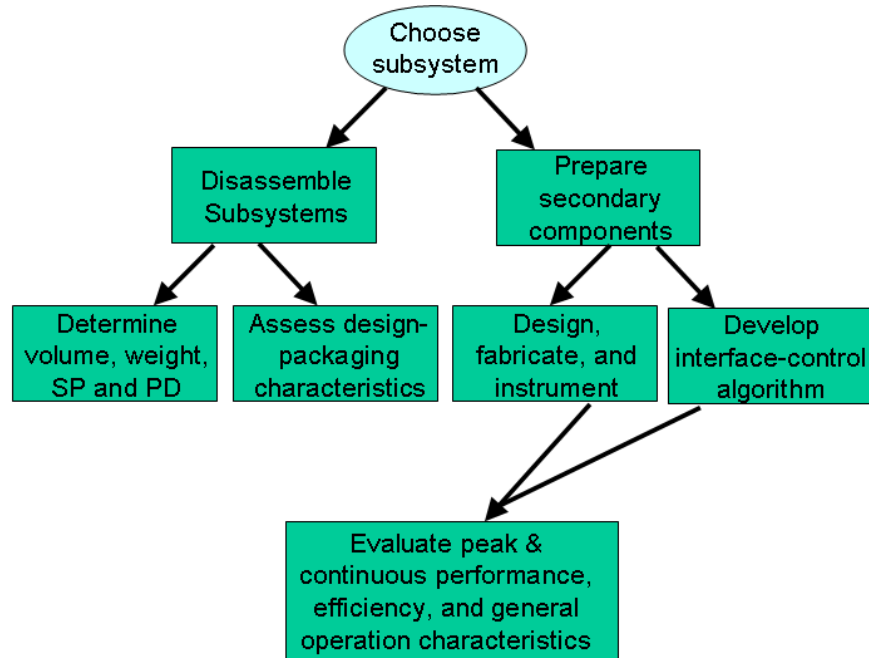 Choose
subsystem
Disassemble
Subsystems
Prepare
secondary
components
Determine
volume, weight,
SP and PD
Assess design-
packaging
characteristics
Design,
fabricate, and
instrument
Develop
interface-control
algorithm
Evaluate peak &
continuous performance,
efficiency, and general
operation characteristics